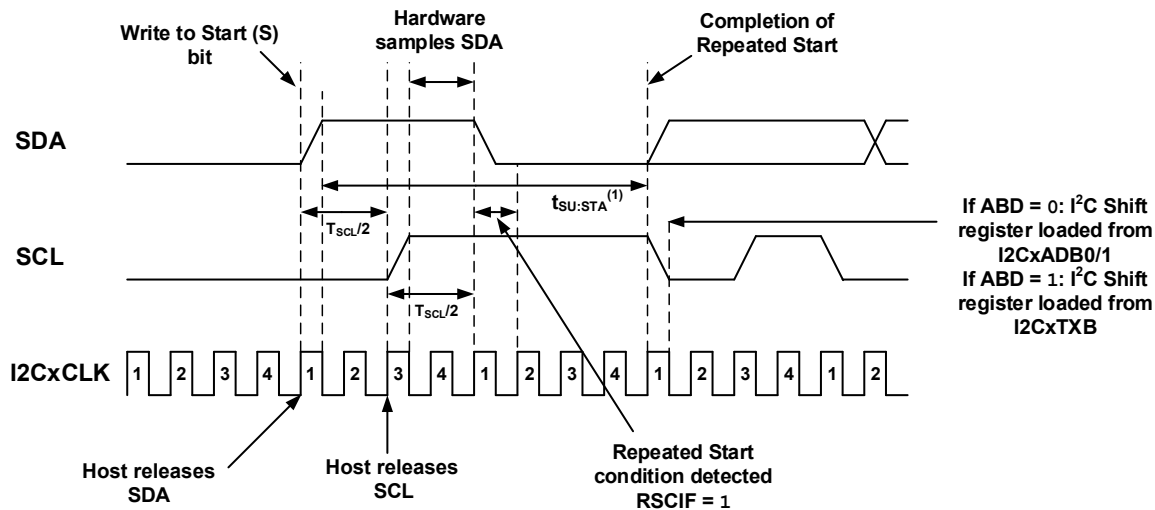 Write to Start (S)
bit
Hardware
samples SDA
Completion of
Repeated Start
SDA
tSU:STA(1)
TSCL/2
If ABD = 0: I2C Shift
register loaded from
I2CxADB0/1
If ABD = 1: I2C Shift
register loaded from
I2CxTXB
SCL
TSCL/2
I2CxCLK
1 2 3 4 1 2 3 4 1 2 3 4 1 2 3 4 1 2
Host releases
SDA
Host releases
SCL
Repeated Start
condition detected
RSCIF = 1